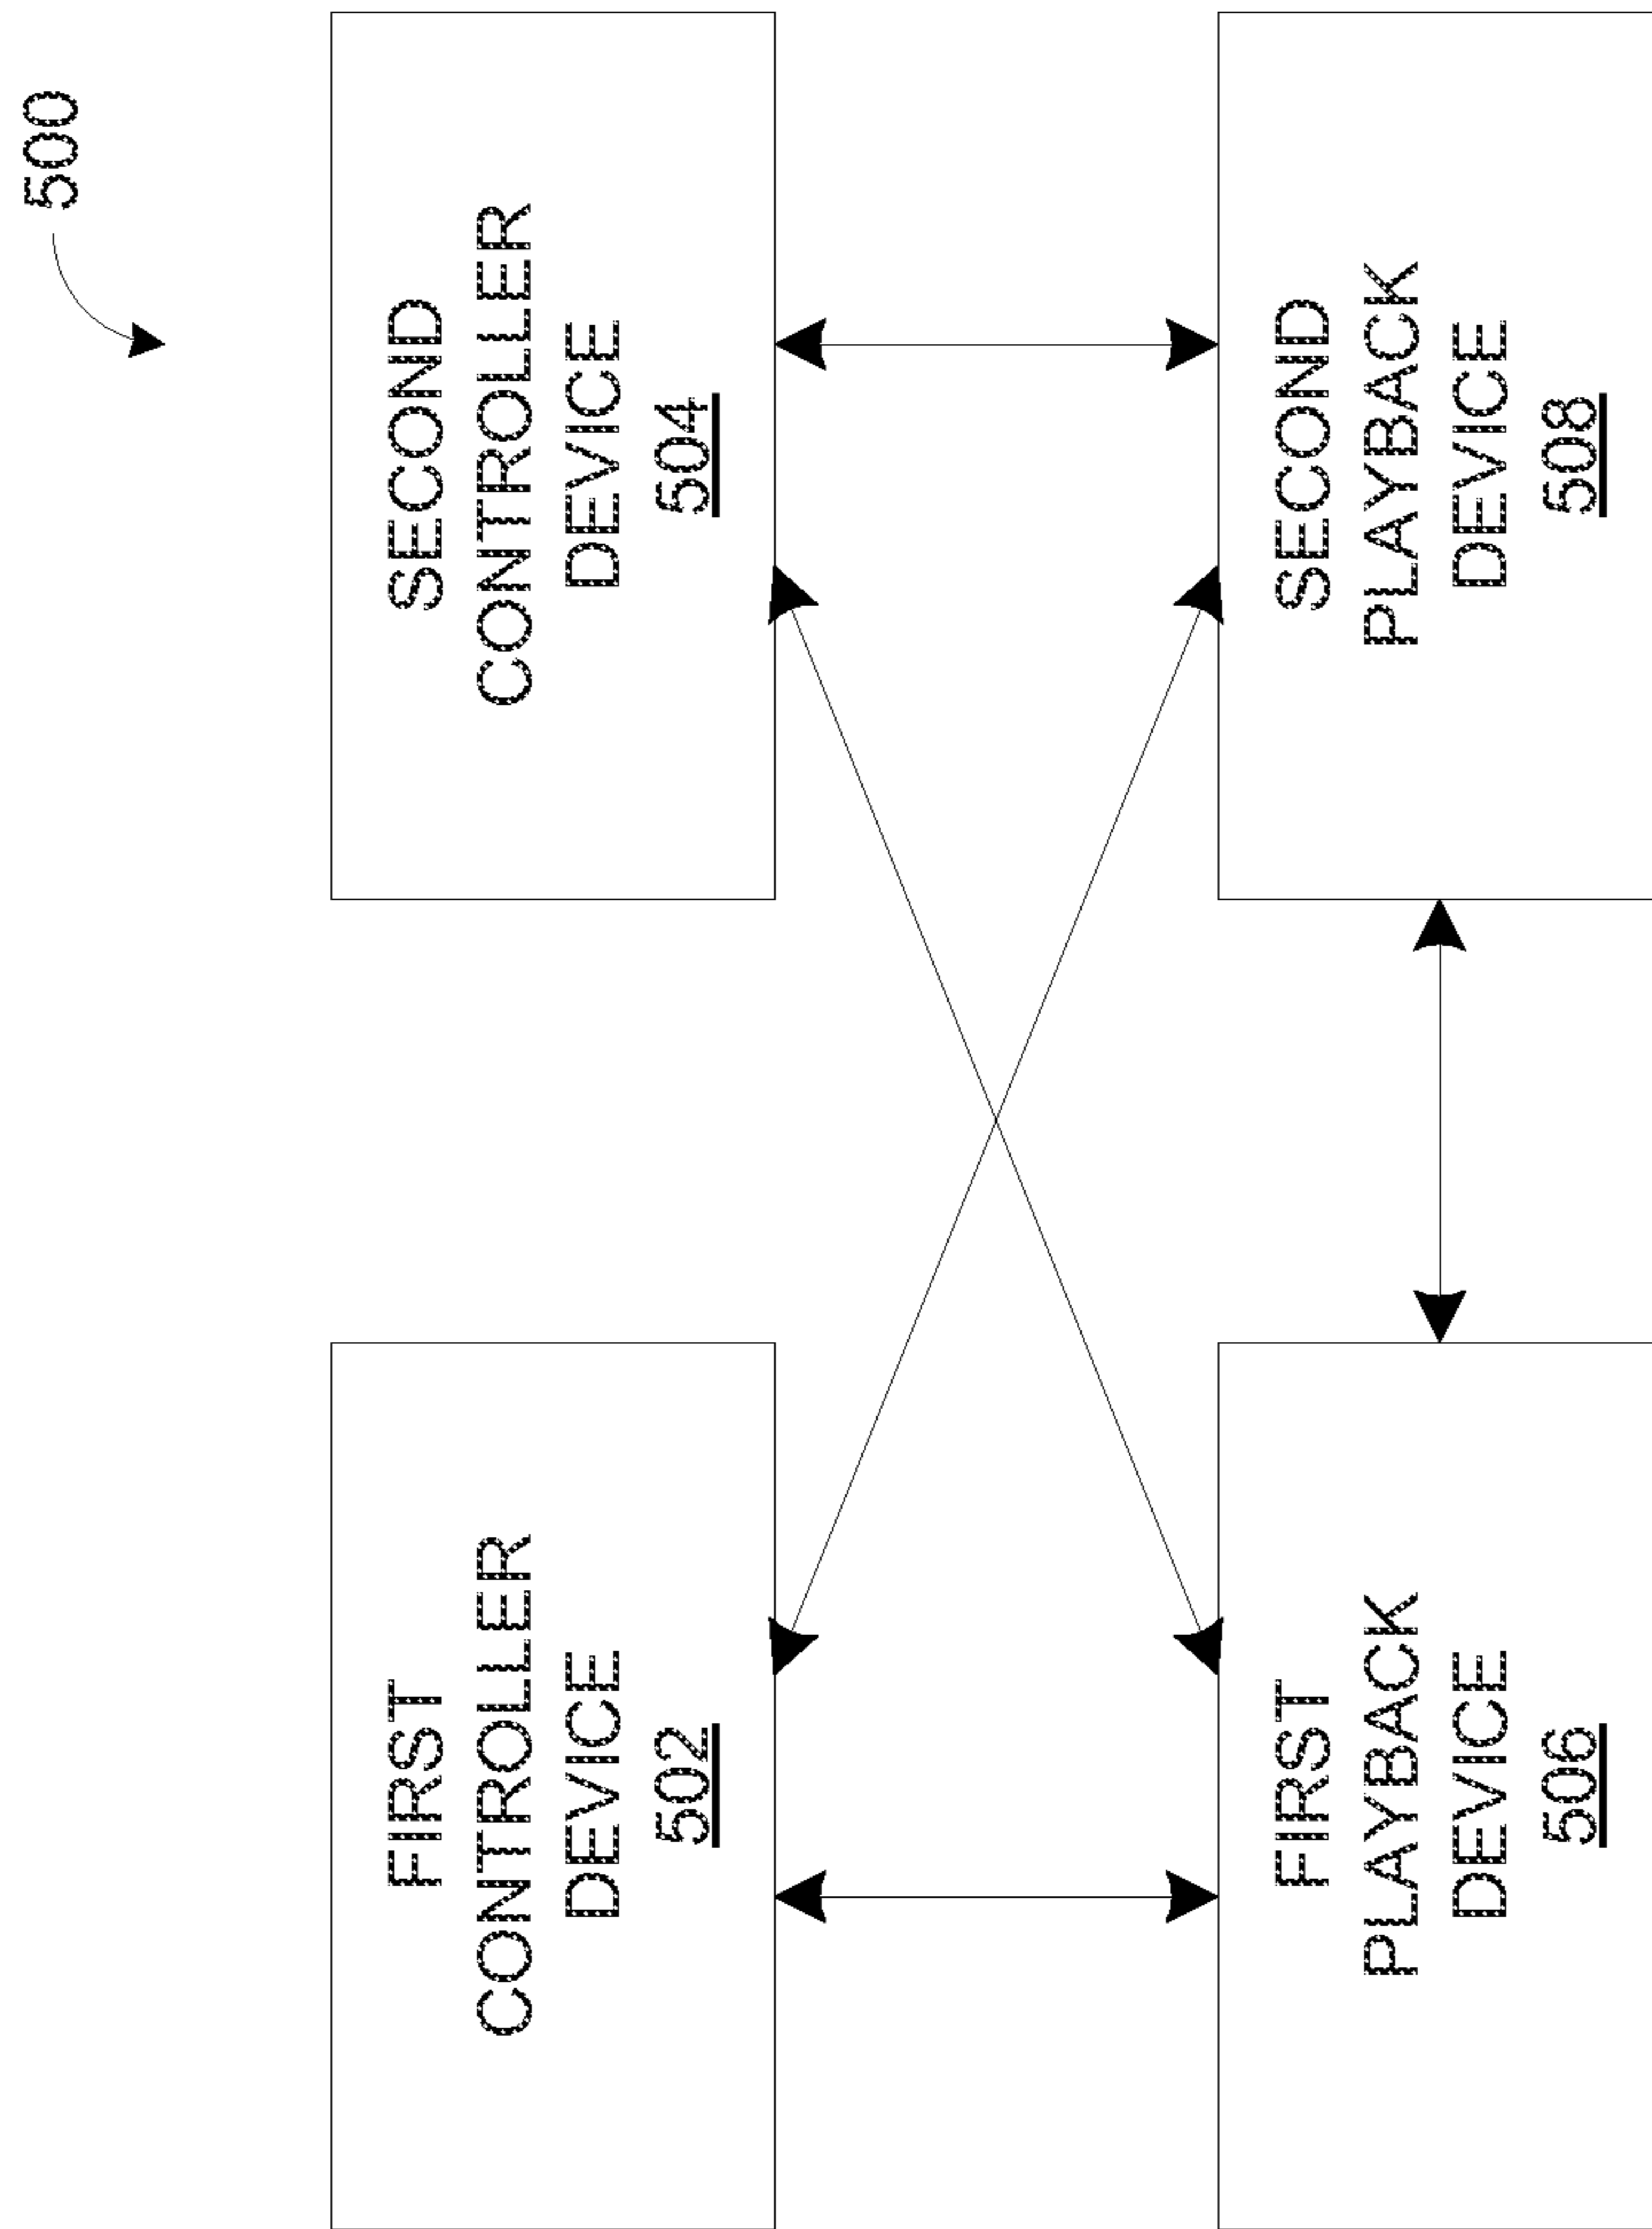 500
FIRST
CONTROLLER
DEVICE
502
SECOND
CONTROLLER
DEVICE
504
FIRST
PLAYBACK
DEVICE
506
SECOND
PLAYBACK
DEVICE
508